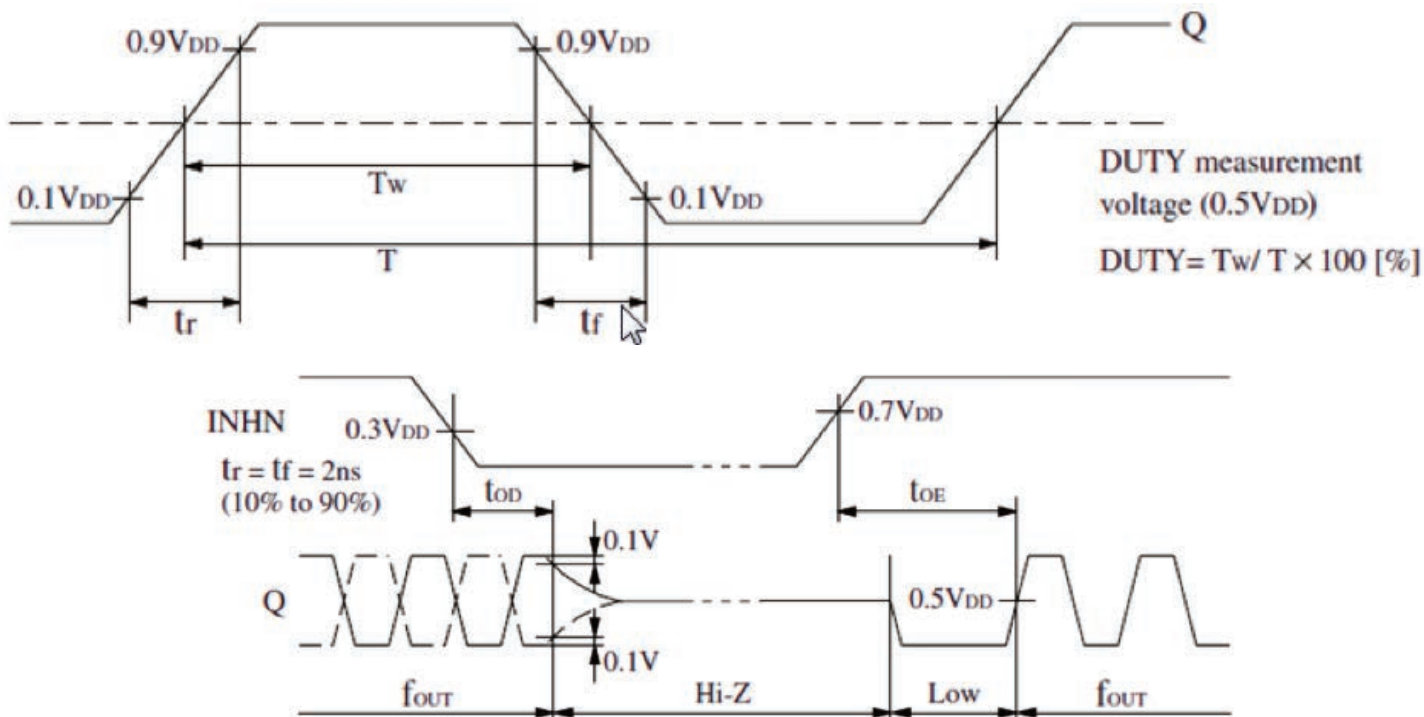 0.9VDD
0.9VDD
Q
0.1VDD
Tw
0.1VDD
DUTY measurement
voltage (0.5VDD)
T
DUTY= Tw/ T × 100 [%]
tr
tf
INHN
0.3VDD
0.7VDD
tr = tf = 2ns
(10% to 90%)
tOD
tOE
0.1V
Q
0.5VDD
0.1V
fOUT
Hi-Z
Low
fOUT